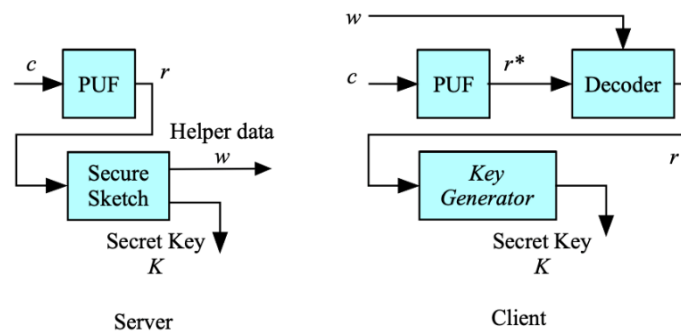 c
PUF
r
Helper data
w
Secure
Sketch
Secret Key
K
Server
w
c
PUF
r*
Decoder
r
Key
Generator
Secret Key
K
Client